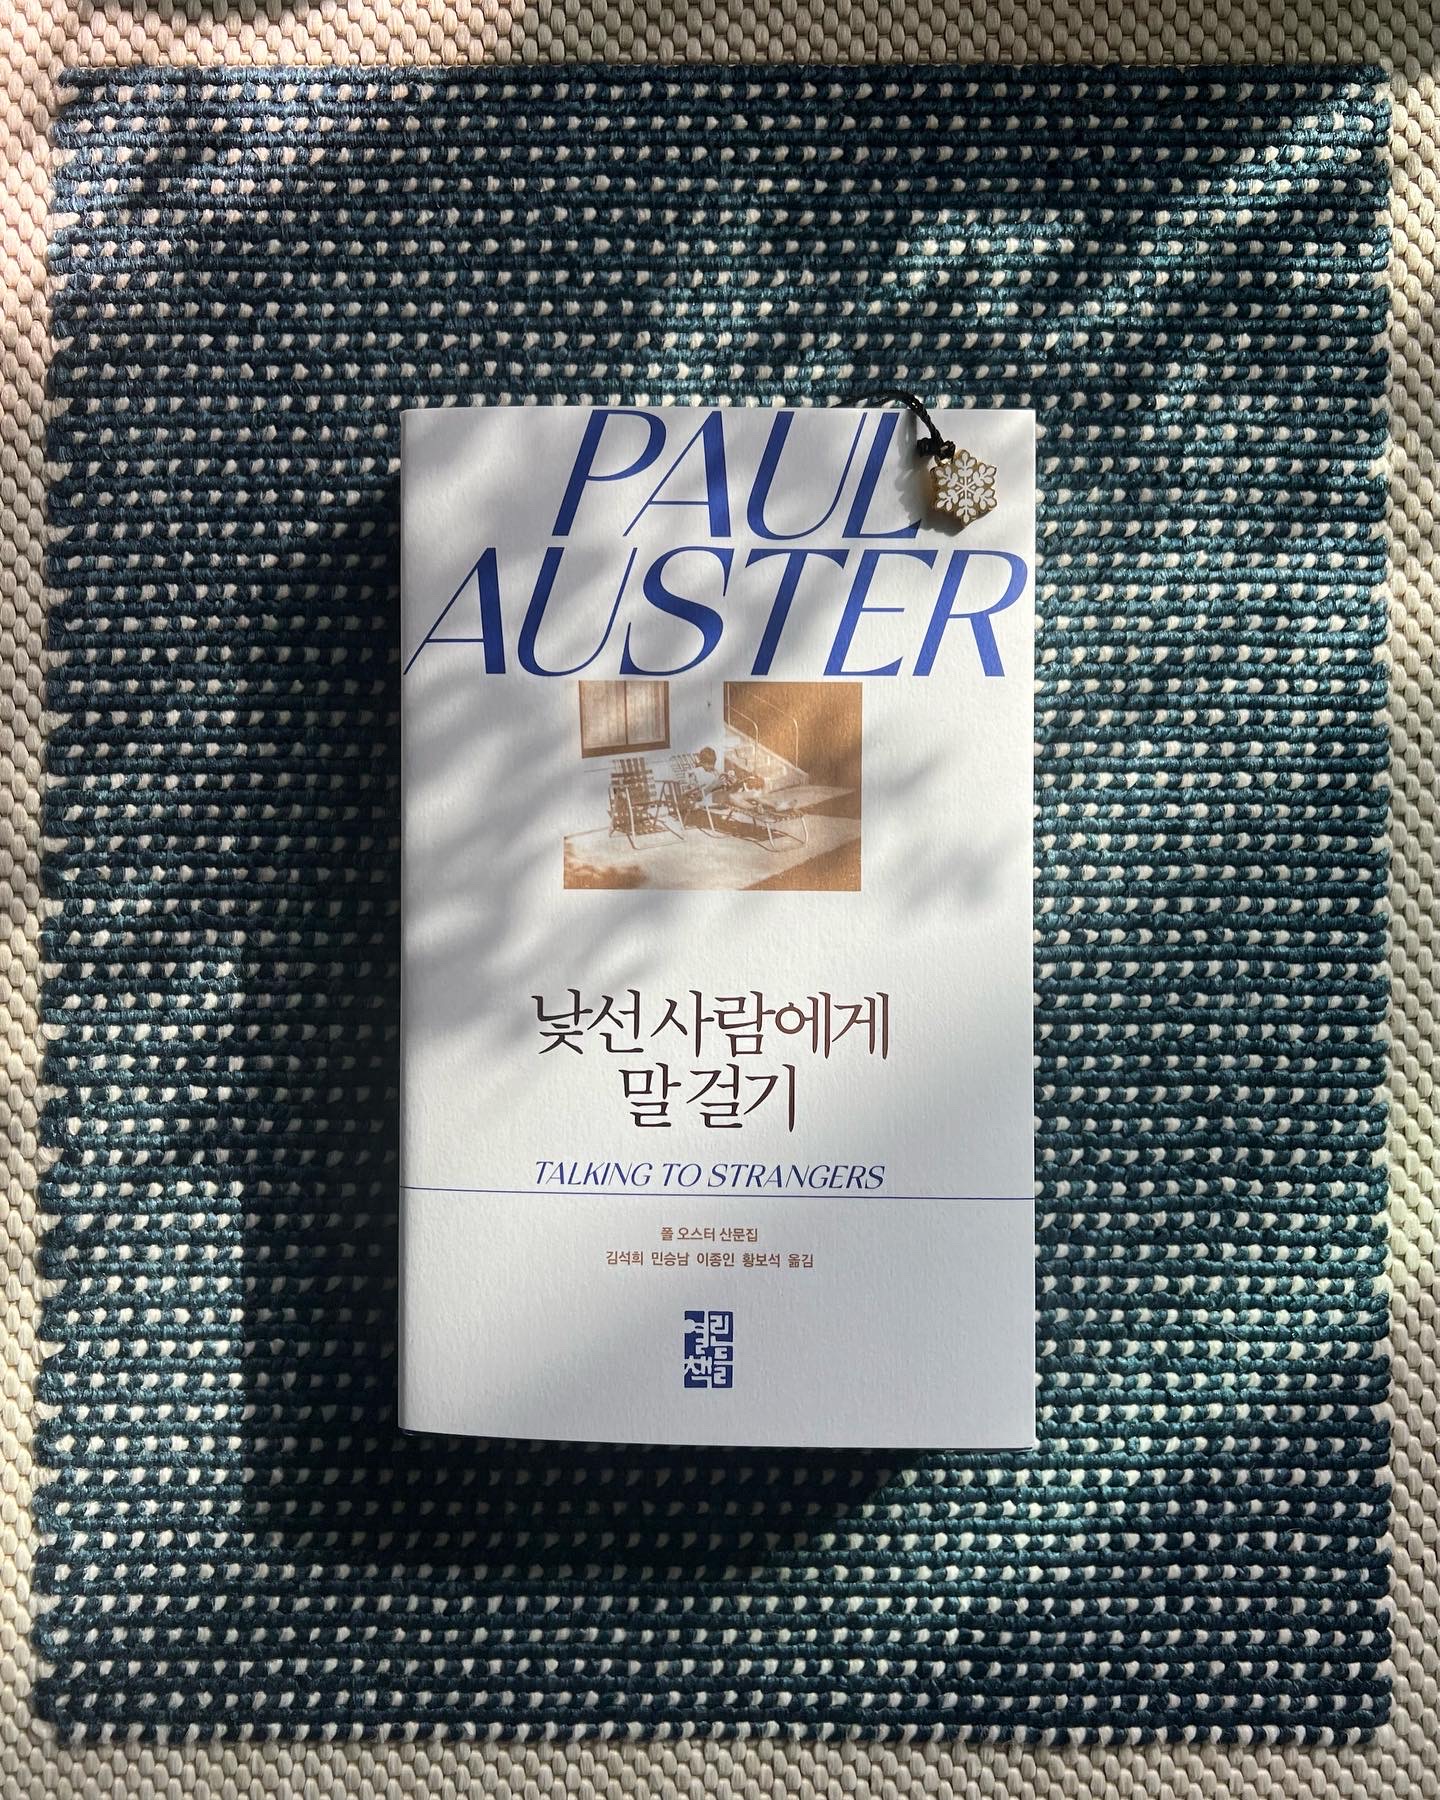 PAUL
AUSTER
낯선 사람에게
말 걸기
TALKING TO STRANGERS
폴 오스터 산문집
김석희 민승남 이종인 황보석 옮김
열린
책들